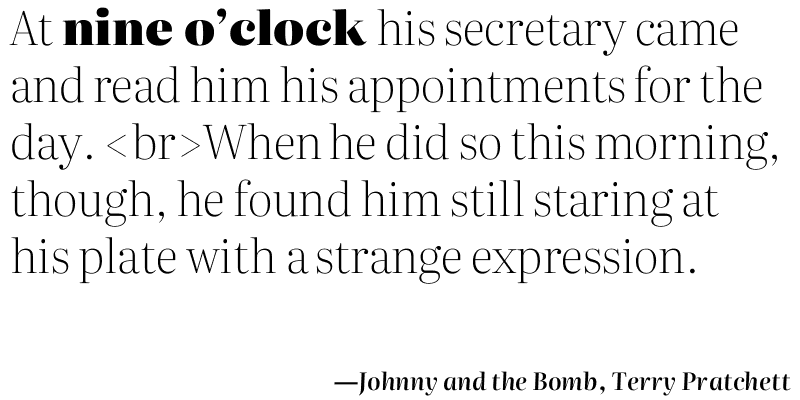 At nine o’clock his secretary came
and read him his appointments for the
day. <br>When he did so this morning,
though, he found him still staring at
his plate with a strange expression.
—Johnny and the Bomb, Terry Pratchett